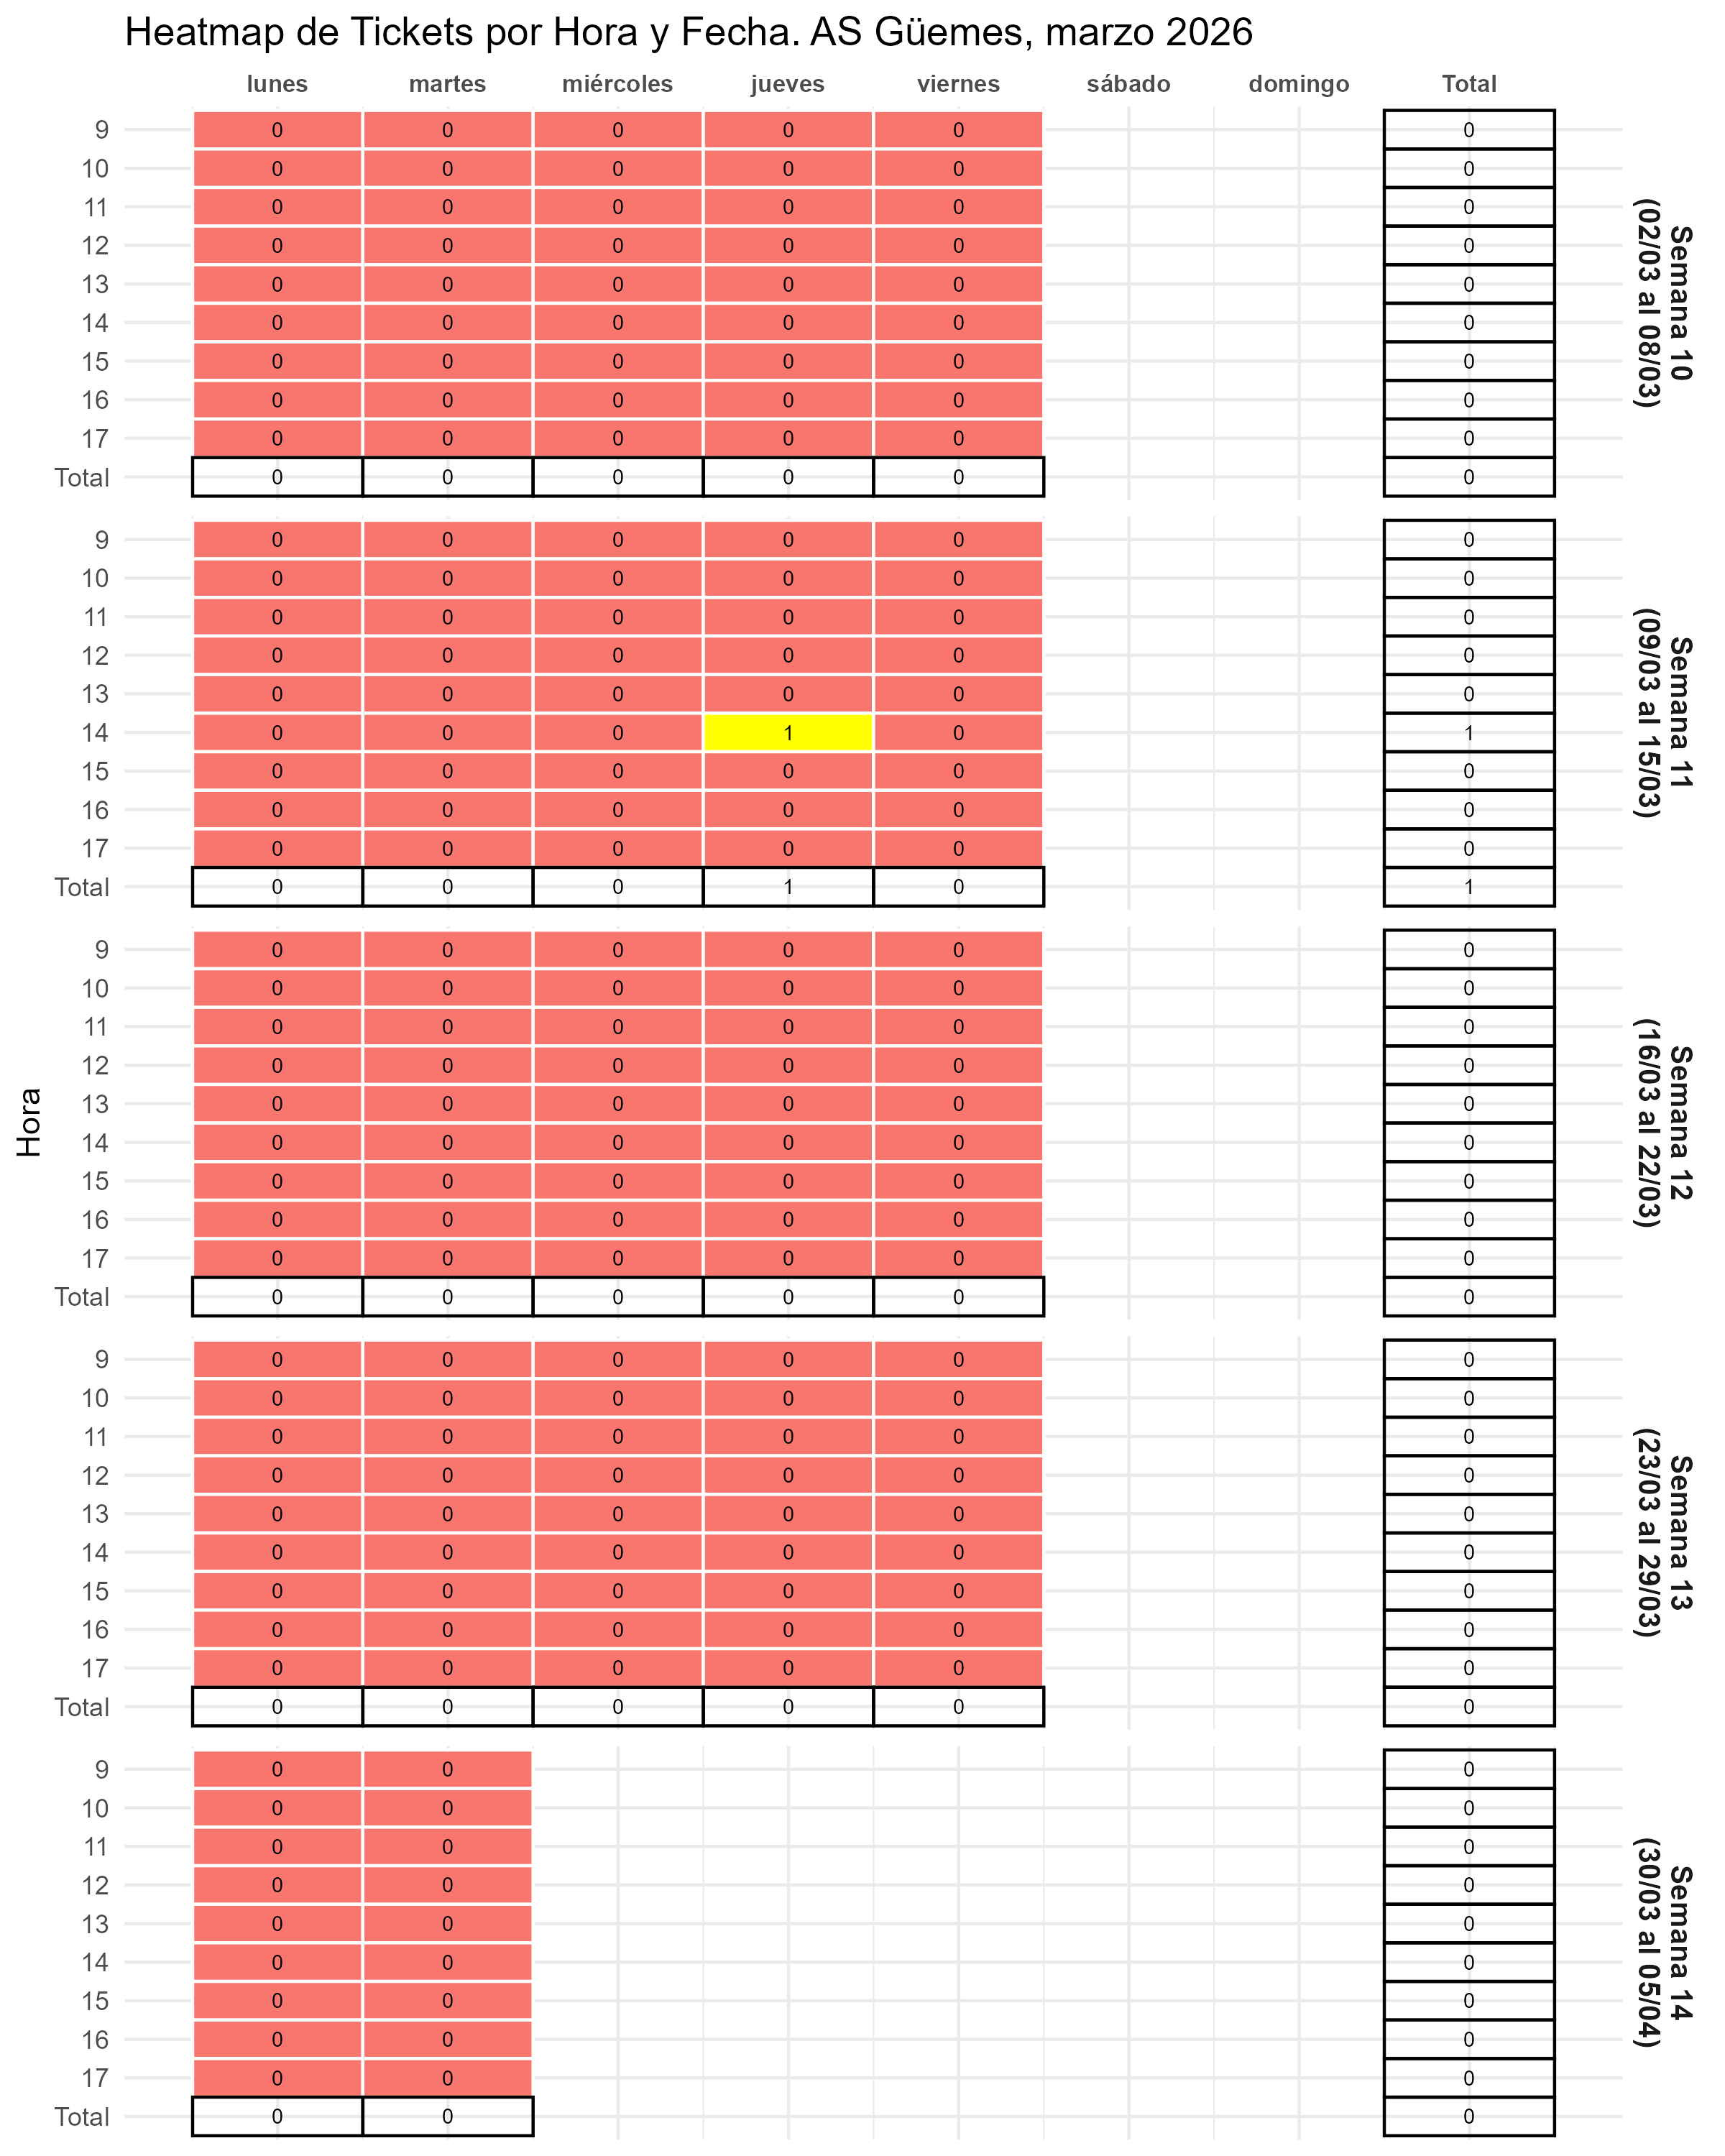 Heatmap de Tickets por Hora y Fecha. AS Güemes, marzo 2026
lunes martes miércoles jueves viernes sábado domingo Total
9 0 0 0 0 0 0
10 0 0 0 0 0 0
11 0 0 0 0 0 0
12 0 0 0 0 0 0
13 0 0 0 0 0 0
14 0 0 0 0 0 0
15 0 0 0 0 0 0
16 0 0 0 0 0 0
17 0 0 0 0 0 0
Total 0 0 0 0 0 0
Semana 10
(02/03 al 08/03)
9 0 0 0 0 0 0
10 0 0 0 0 0 0
11 0 0 0 0 0 0
12 0 0 0 0 0 0
13 0 0 0 0 0 0
14 0 0 0 1 0 1
15 0 0 0 0 0 0
16 0 0 0 0 0 0
17 0 0 0 0 0 0
Total 0 0 0 1 0 1
Semana 11
(09/03 al 15/03)
Hora
9 0 0 0 0 0 0
10 0 0 0 0 0 0
11 0 0 0 0 0 0
12 0 0 0 0 0 0
13 0 0 0 0 0 0
14 0 0 0 0 0 0
15 0 0 0 0 0 0
16 0 0 0 0 0 0
17 0 0 0 0 0 0
Total 0 0 0 0 0 0
Semana 12
(16/03 al 22/03)
9 0 0 0 0 0 0
10 0 0 0 0 0 0
11 0 0 0 0 0 0
12 0 0 0 0 0 0
13 0 0 0 0 0 0
14 0 0 0 0 0 0
15 0 0 0 0 0 0
16 0 0 0 0 0 0
17 0 0 0 0 0 0
Total 0 0 0 0 0 0
Semana 13
(23/03 al 29/03)
9 0 0 0
10 0 0 0
11 0 0 0
12 0 0 0
13 0 0 0
14 0 0 0
15 0 0 0
16 0 0 0
17 0 0 0
Total 0 0 0
Semana 14
(30/03 al 05/04)